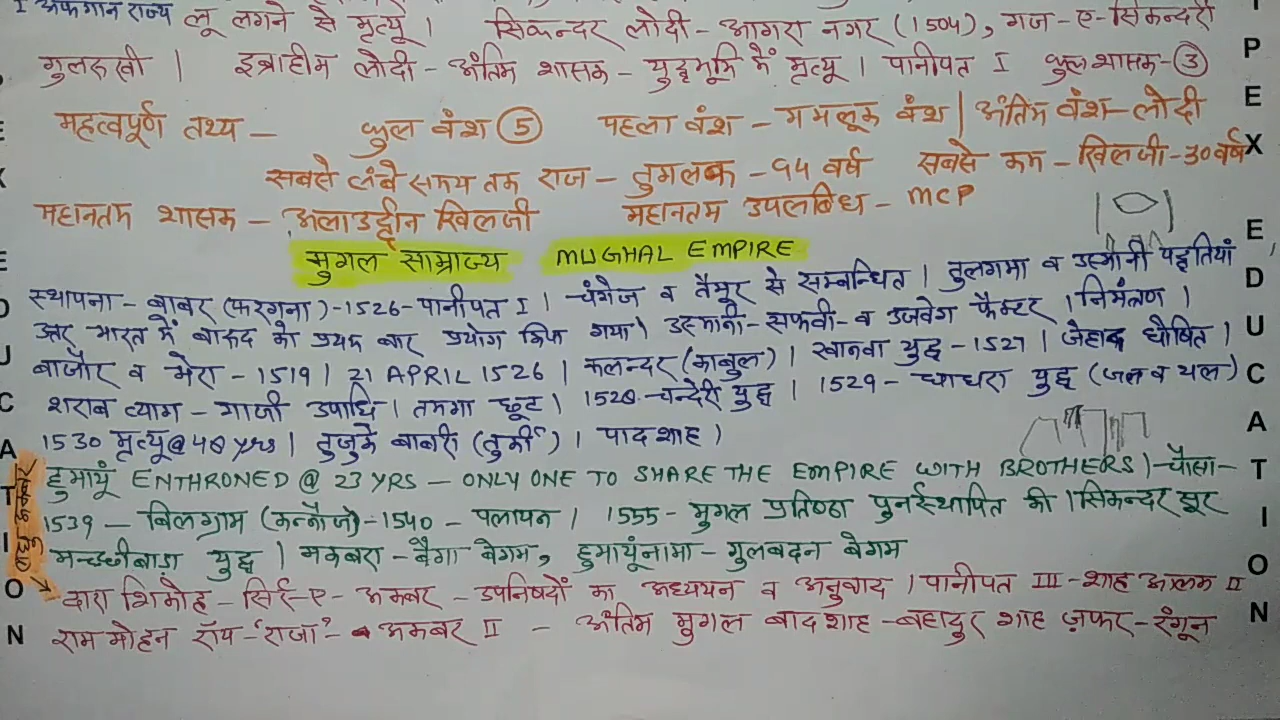 I अफगान राज्य लू लगने से मृत्यु। सिकन्दर लोदी - आगरा नगर (1504), गज-ए-सिकन्दरी
गुलरुखी | इब्राहीम लोदी - अंतिम शासक - युद्धभूमि में मृत्यु। पानीपत I कुल शासक - 3
महत्वपूर्ण तथ्य - कुल वंश 5 पहला वंश - ममलूक वंश | अंतिम वंश - लोदी
सबसे लंबे समय तक राज - तुगलक - 94 वर्ष सबसे कम - खिलजी - 30 वर्ष
महानतम शासक - अलाउद्दीन खिलजी महानतम उपलब्धि - MCP
मुगल साम्राज्य MUGHAL EMPIRE
स्थापना - बाबर (फरगना) - 1526 - पानीपत I | चंगेज व तैमूर से सम्बन्धित | तुलगमा व उस्मानी पद्धतियां
उत्तर भारत में बारूद का प्रथम बार प्रयोग किया गया | उस्मानी - सफवी - व उजबेग फैक्टर | निमंत्रण |
बाजौर व भेरा - 1519 | 21 APRIL 1526 | कलन्दर (काबुल) | खानवा युद्ध - 1527 | जेहाद घोषित |
शराब त्याग - गाजी उपाधि | तमगा छूट | 1528 - चन्देरी युद्ध | 1529 - घाघरा युद्ध (जल व थल)
1530 मृत्यु @ 48 yrs | तुजुके बाबरी (तुर्की) | पादशाह)
हुमायूं ENTHRONED @ 23 YRS - ONLY ONE TO SHARE THE EMPIRE WITH BROTHERS) - चौसा -
1539 - बिलग्राम (कन्नौज) - 1540 - पलायन | 1555 - मुगल प्रतिष्ठा पुनर्स्थापित की | सिकन्दर सूर
मच्छीवाड़ा युद्ध | मकबरा - बेगा बेगम, हुमायूंनामा - गुलबदन बेगम
दारा शिकोह - सिर्र-ए-अकबर - उपनिषदों का अध्ययन व अनुवाद | पानीपत III - शाह आलम II
राम मोहन रॉय - 'राजा' - अकबर II - अंतिम मुगल बादशाह - बहादुर शाह ज़फर - रंगून
PEX EDUCATION